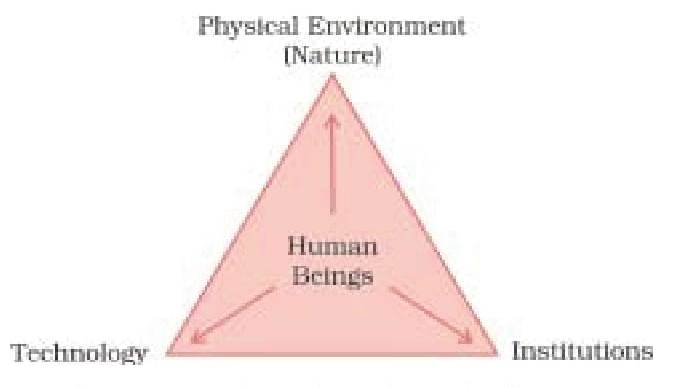 Physical Environment
(Nature)
Human
Beings
Technology
Institutions